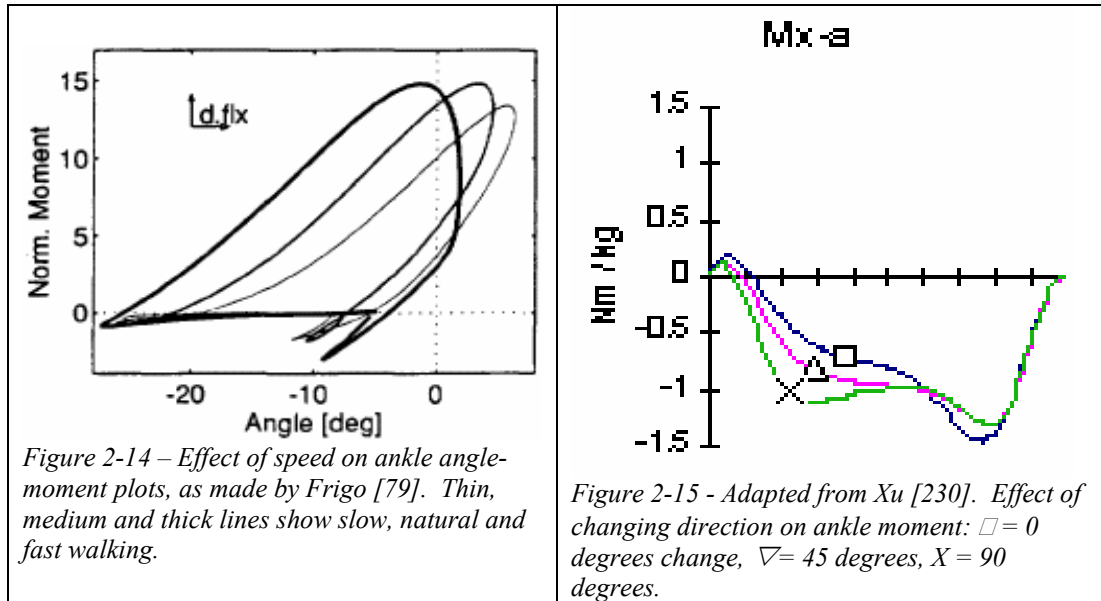 15
10
5
0
d.flx
Norm. Moment
-20 -10 0
Angle [deg]
Figure 2-14 – Effect of speed on ankle angle-
moment plots, as made by Frigo [79]. Thin,
medium and thick lines show slow, natural and
fast walking.
Mx-a
1.5
1
0.5
0
-0.5
-1
-1.5
Nm /kg
Figure 2-15 - Adapted from Xu [230]. Effect of
changing direction on ankle moment: □ = 0
degrees change, ▽= 45 degrees, X = 90
degrees.